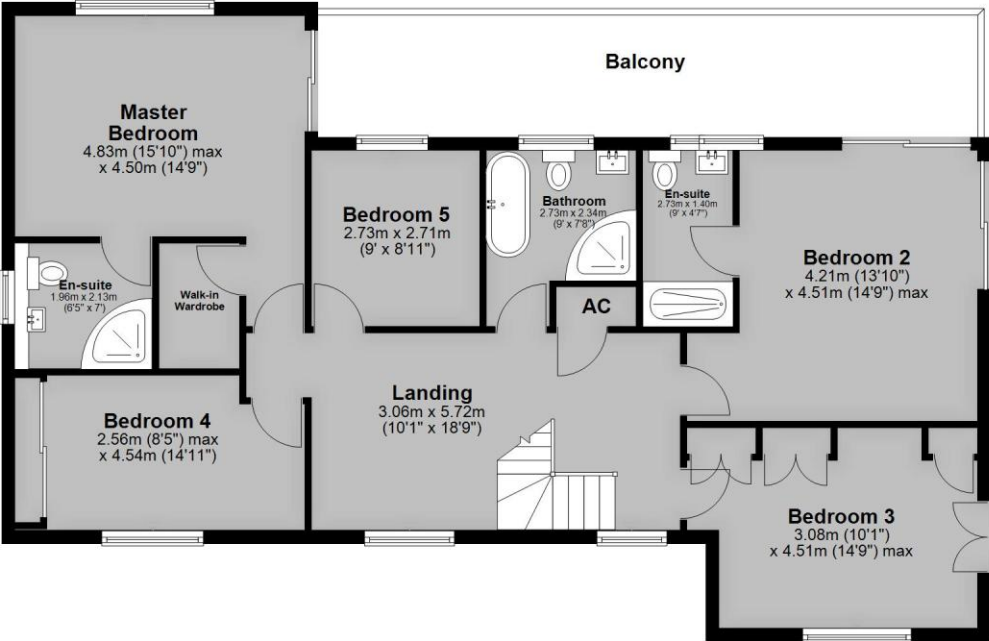 Balcony
Master
Bedroom
4.83m (15'10") max
x 4.50m (14'9")
Bedroom 5
2.73m x 2.71m
(9' x 8'11")
Bathroom
2.73m x 2.34m
(9' x 7'8")
En-suite
2.73m x 1.40m
(9' x 4'7")
Bedroom 2
4.21m (13'10")
x 4.51m (14'9") max
En-suite
1.96m x 2.13m
(6'5" x 7')
Walk-in
Wardrobe
AC
Landing
3.06m x 5.72m
(10'1" x 18'9")
Bedroom 4
2.56m (8'5") max
x 4.54m (14'11")
Bedroom 3
3.08m (10'1")
x 4.51m (14'9") max